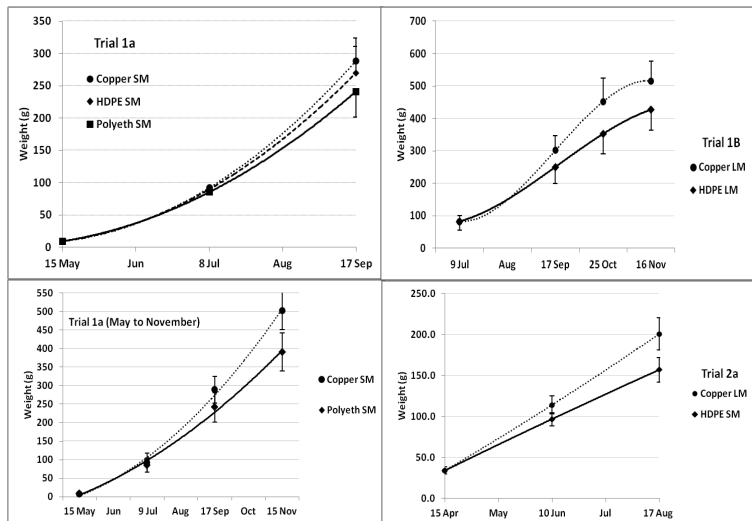 Trial 1a
Copper SM
HDPE SM
Polyeth SM
Weight (g)
350
300
250
200
150
100
50
0
15 May Jun 8 Jul Aug 17 Sep
Trial 1B
Copper LM
HDPE LM
Weight (g)
700
600
500
400
300
200
100
0
9 Jul Aug 17 Sep 25 Oct 16 Nov
Trial 1a (May to November)
Copper SM
Polyeth SM
Weight (g)
550
500
450
400
350
300
250
200
150
100
50
0
15 May Jun 9 Jul Aug 17 Sep Oct 15 Nov
Trial 2a
Copper LM
HDPE SM
Weight (g)
250.0
200.0
150.0
100.0
50.0
0.0
15 Apr May 10 Jun Jul 17 Aug